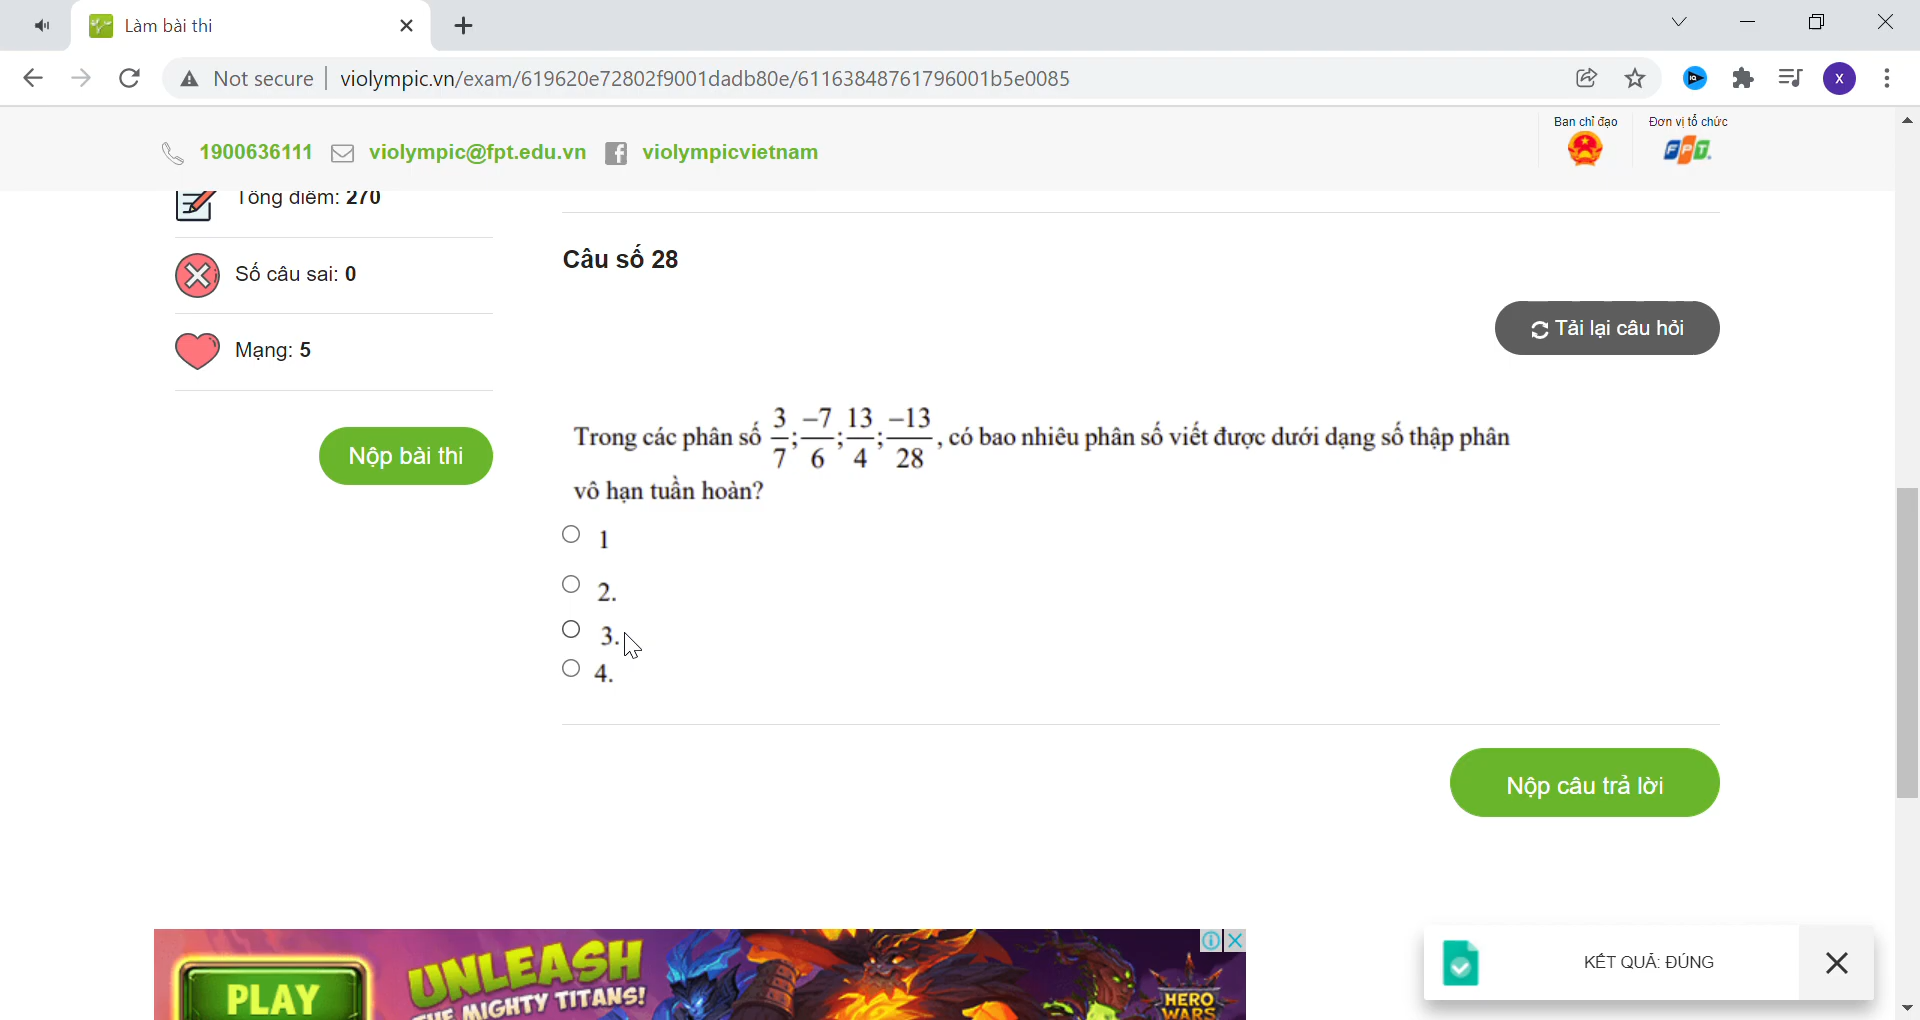 Làm bài thi
Not secure
violympic.vn/exam/619620e72802f9001dadb80e/61163848761796001b5e0085
X
1900636111
violympic@fpt.edu.vn
violympicvietnam
Ban chỉ đạo
Đơn vị tổ chức
FPT
Tổng điểm: 270
Số câu sai: 0
Mạng: 5
Nộp bài thi
Câu số 28
Tải lại câu hỏi
Trong các phân số 3/7; −7/6; 13/4; −13/28, có bao nhiêu phân số viết được dưới dạng số thập phân
vô hạn tuần hoàn?
1
2.
3.
4.
Nộp câu trả lời
PLAY
UNLEASH
THE MIGHTY TITANS!
HERO
WARS
KẾT QUẢ: ĐÚNG